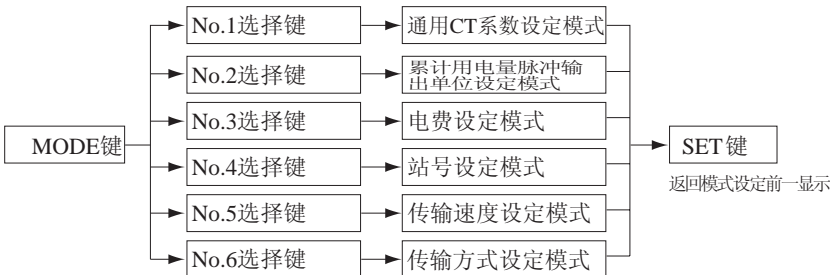 No.1选择键
通用CT系数设定模式
No.2选择键
累计用电量脉冲输
出单位设定模式
No.3选择键
电费设定模式
MODE键
SET键
No.4选择键
站号设定模式
返回模式设定前一显示
No.5选择键
传输速度设定模式
No.6选择键
传输方式设定模式